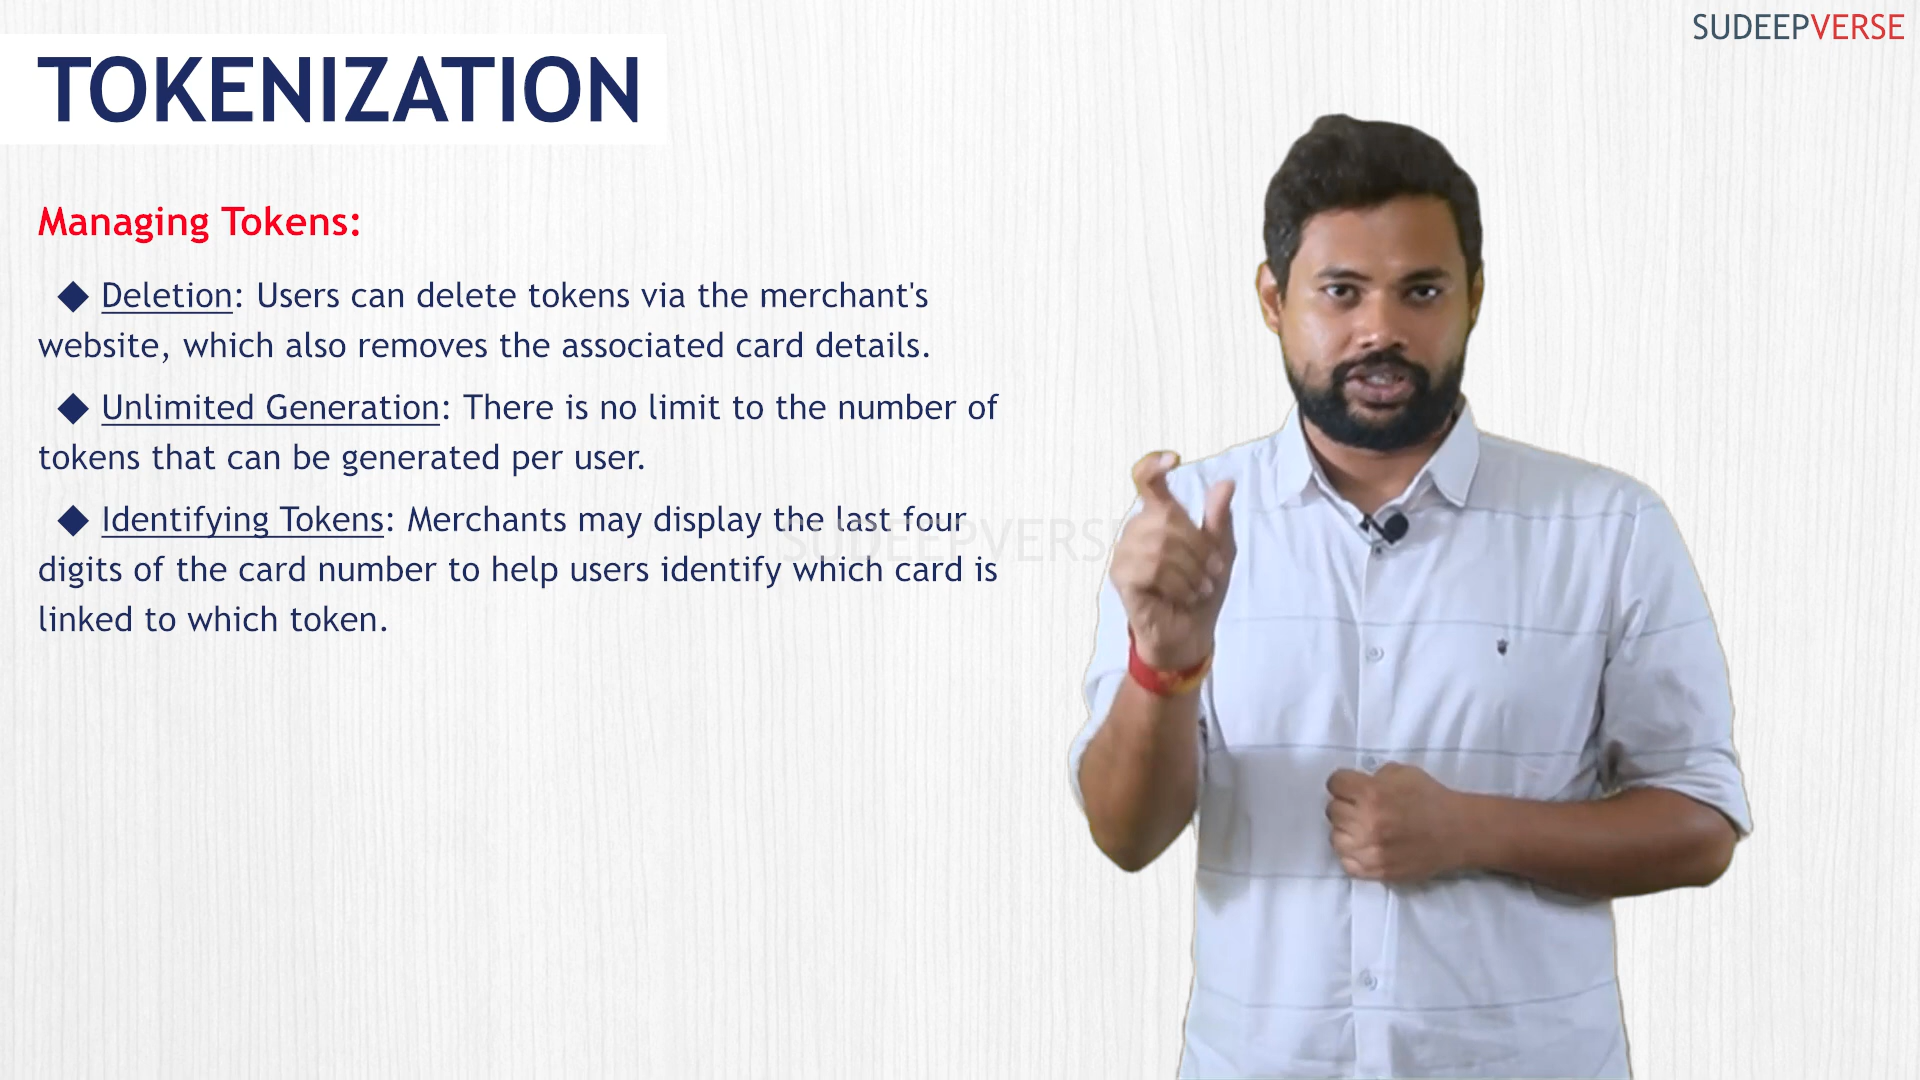 SUDEEPVERSE
TOKENIZATION
Managing Tokens:
◆ Deletion: Users can delete tokens via the merchant's
website, which also removes the associated card details.
◆ Unlimited Generation: There is no limit to the number of
tokens that can be generated per user.
◆ Identifying Tokens: Merchants may display the last four
digits of the card number to help users identify which card is
linked to which token.
SUDEEPVERSE